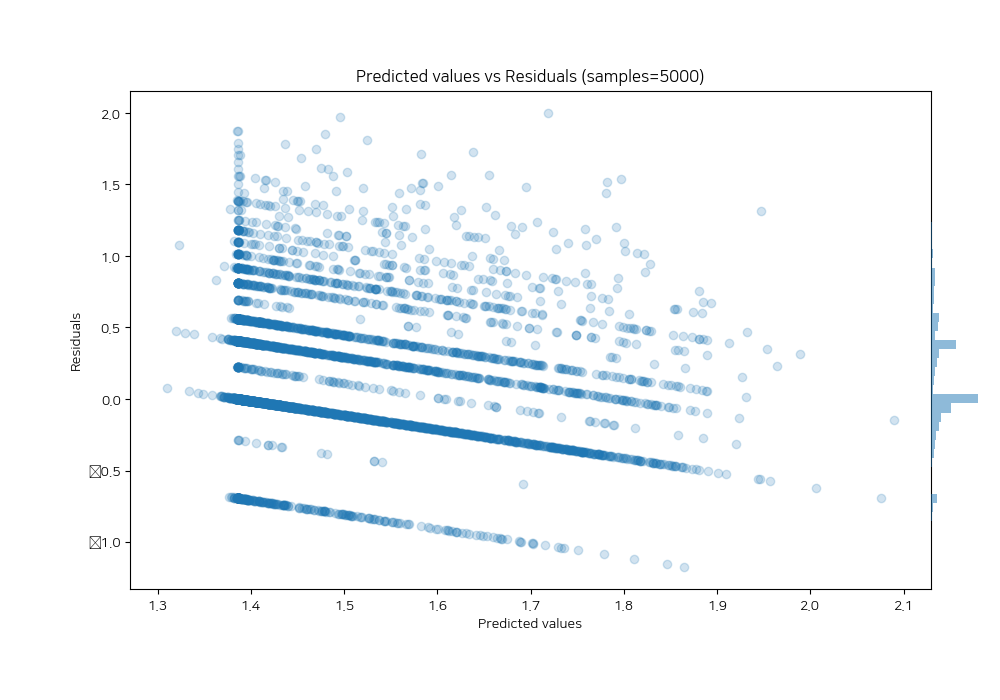 Predicted values vs Residuals (samples=5000)
2.0
1.5
1.0
0.5
0.0
▯0.5
▯1.0
Residuals
1.3 1.4 1.5 1.6 1.7 1.8 1.9 2.0 2.1
Predicted values